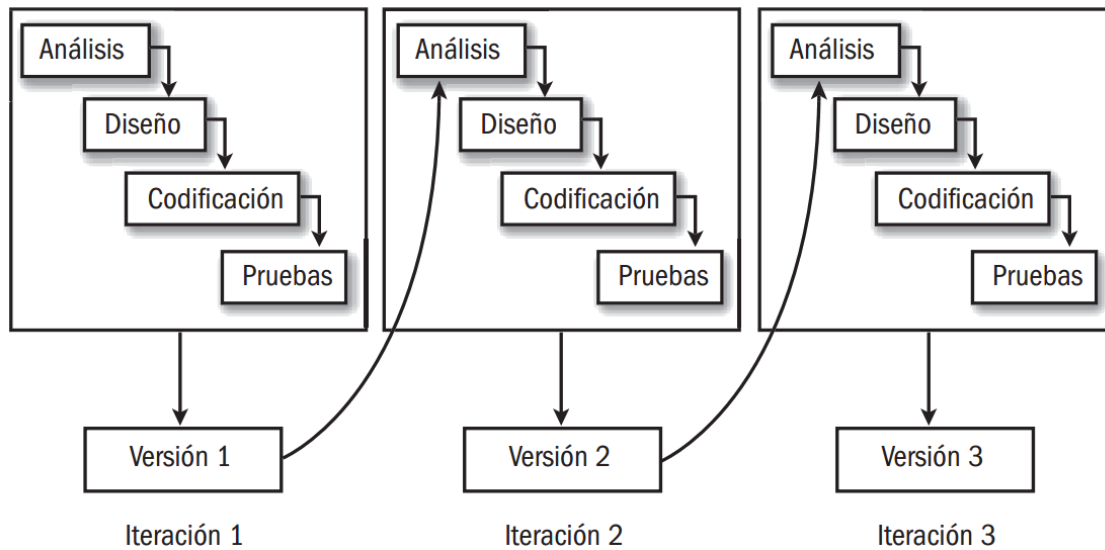 Análisis
Diseño
Codificación
Pruebas
Versión 1
Iteración 1
Análisis
Diseño
Codificación
Pruebas
Versión 2
Iteración 2
Análisis
Diseño
Codificación
Pruebas
Versión 3
Iteración 3